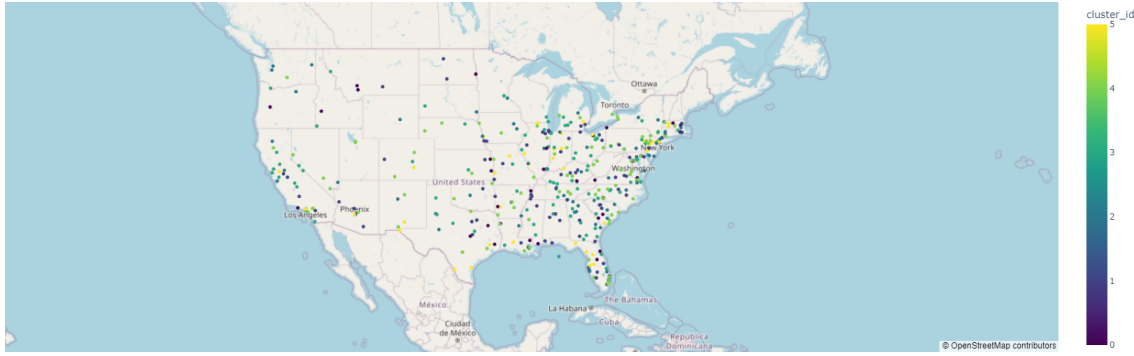 cluster_id
5
Ottawa
4
Toronto
New York
Washington
3
United States
Los Angeles
Phoenix
2
The Bahamas
La Habana
México
Cuba
1
Ciudad
de México
Republica
Dominicana
© OpenStreetMap contributors
0